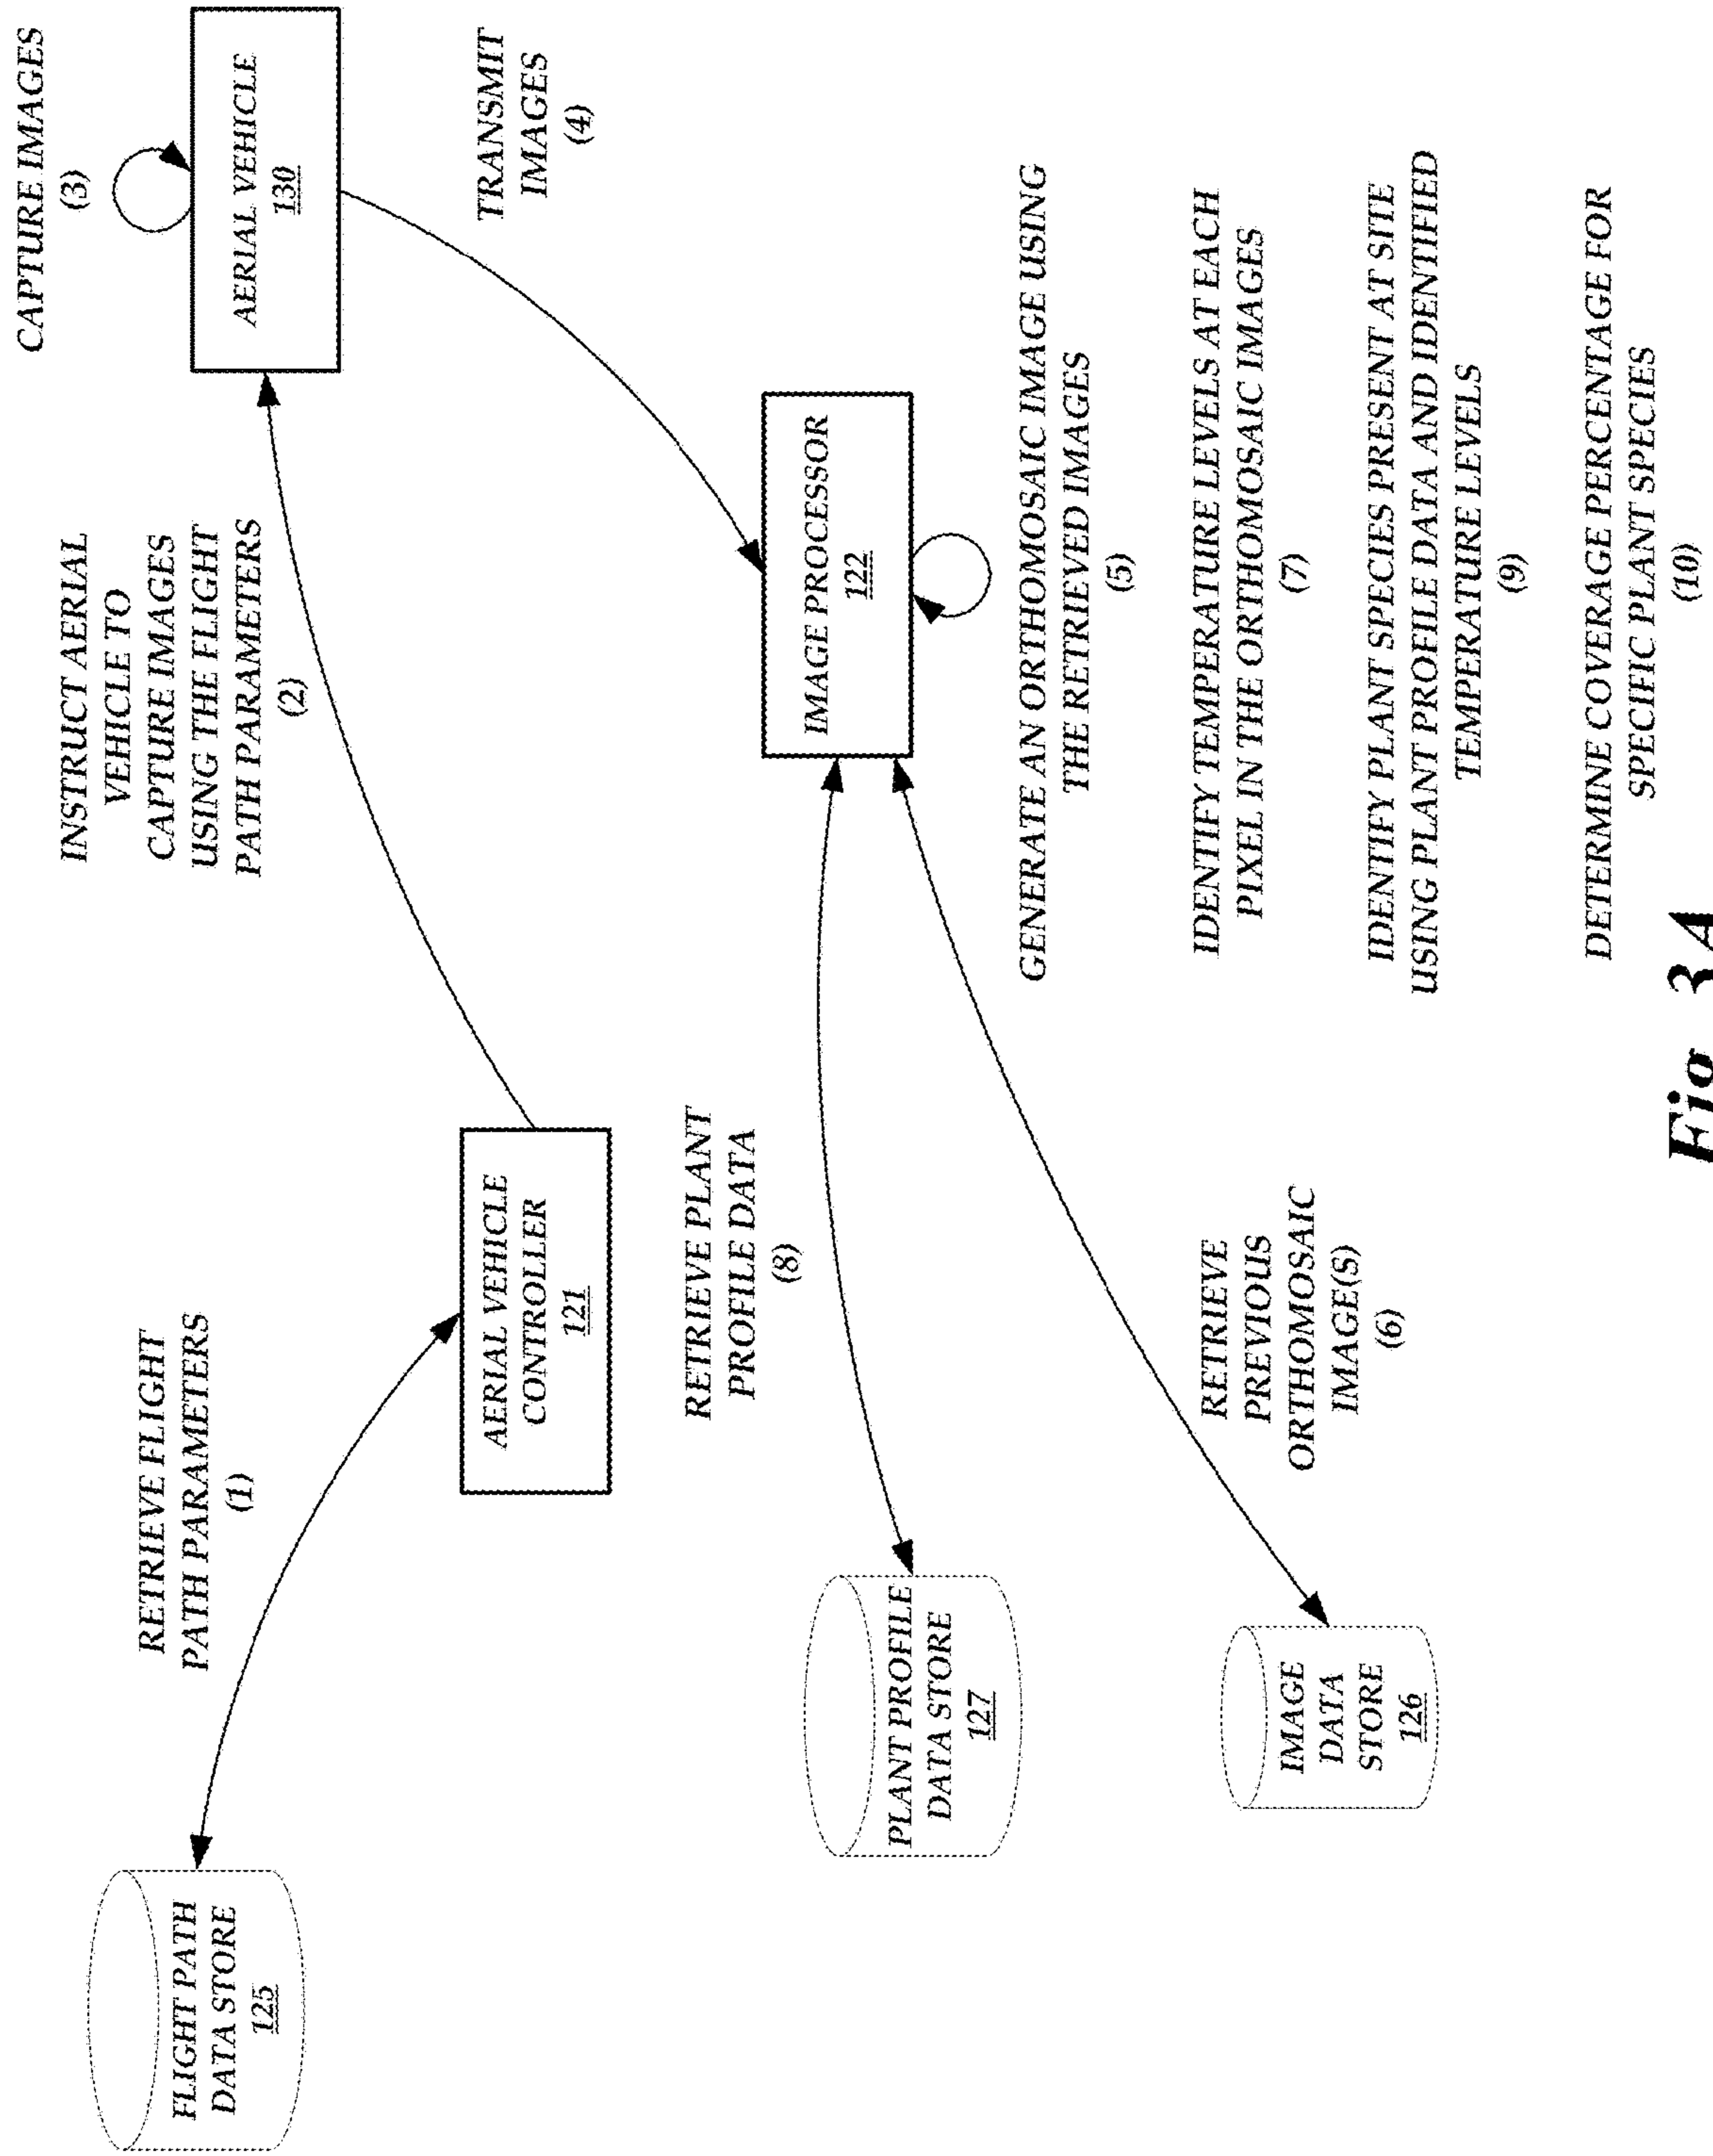 RETRIEVE FLIGHT
PATH PARAMETERS
(1)
INSTRUCT AERIAL
VEHICLE TO
CAPTURE IMAGES
USING THE FLIGHT
PATH PARAMETERS
(2)
CAPTURE IMAGES
(3)
FLIGHT PATH
DATA STORE
125
AERIAL VEHICLE
CONTROLLER
121
AERIAL VEHICLE
130
TRANSMIT
IMAGES
(4)
RETRIEVE PLANT
PROFILE DATA
(8)
IMAGE PROCESSOR
122
PLANT PROFILE
DATA STORE
127
GENERATE AN ORTHOMOSAIC IMAGE USING
THE RETRIEVED IMAGES
(5)
RETRIEVE
PREVIOUS
ORTHOMOSAIC
IMAGE(S)
(6)
IDENTIFY TEMPERATURE LEVELS AT EACH
PIXEL IN THE ORTHOMOSAIC IMAGES
(7)
IMAGE
DATA
STORE
126
IDENTIFY PLANT SPECIES PRESENT AT SITE
USING PLANT PROFILE DATA AND IDENTIFIED
TEMPERATURE LEVELS
(9)
DETERMINE COVERAGE PERCENTAGE FOR
SPECIFIC PLANT SPECIES
(10)
Fig. 3A